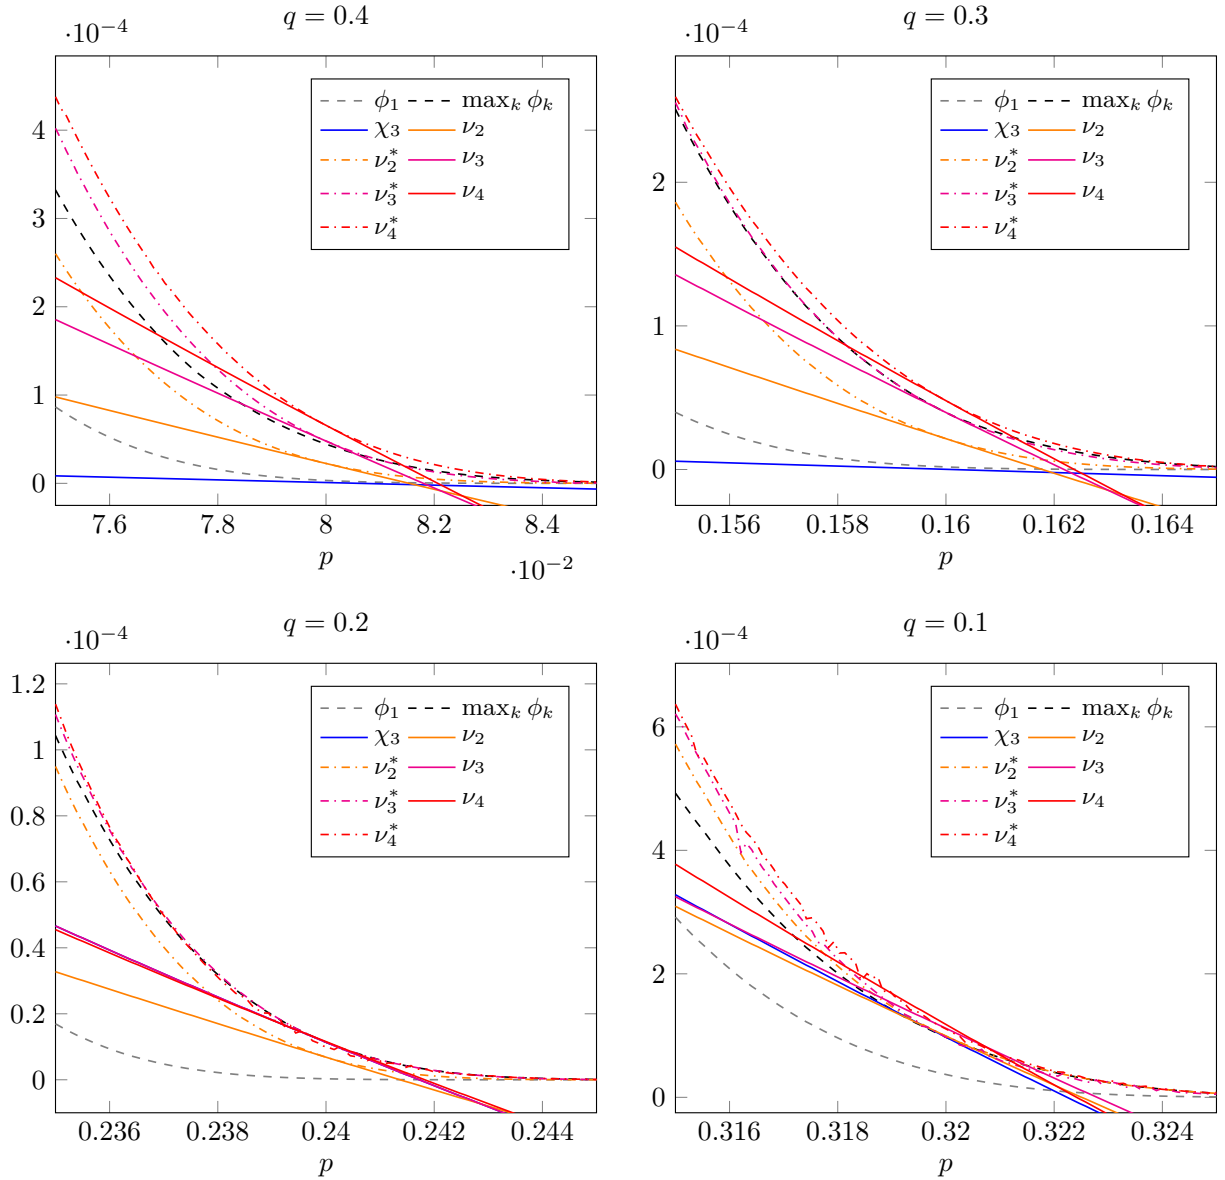 q = 0.4
·10⁻⁴
ϕ₁ max_k ϕ_k
χ₃ ν₂
ν₂* ν₃
ν₃* ν₄
ν₄*
4
3
2
1
0
7.6 7.8 8 8.2 8.4
p
·10⁻²
q = 0.3
·10⁻⁴
ϕ₁ max_k ϕ_k
χ₃ ν₂
ν₂* ν₃
ν₃* ν₄
ν₄*
2
1
0
0.156 0.158 0.16 0.162 0.164
p
q = 0.2
·10⁻⁴
ϕ₁ max_k ϕ_k
χ₃ ν₂
ν₂* ν₃
ν₃* ν₄
ν₄*
1.2
1
0.8
0.6
0.4
0.2
0
0.236 0.238 0.24 0.242 0.244
p
q = 0.1
·10⁻⁴
ϕ₁ max_k ϕ_k
χ₃ ν₂
ν₂* ν₃
ν₃* ν₄
ν₄*
6
4
2
0
0.316 0.318 0.32 0.322 0.324
p